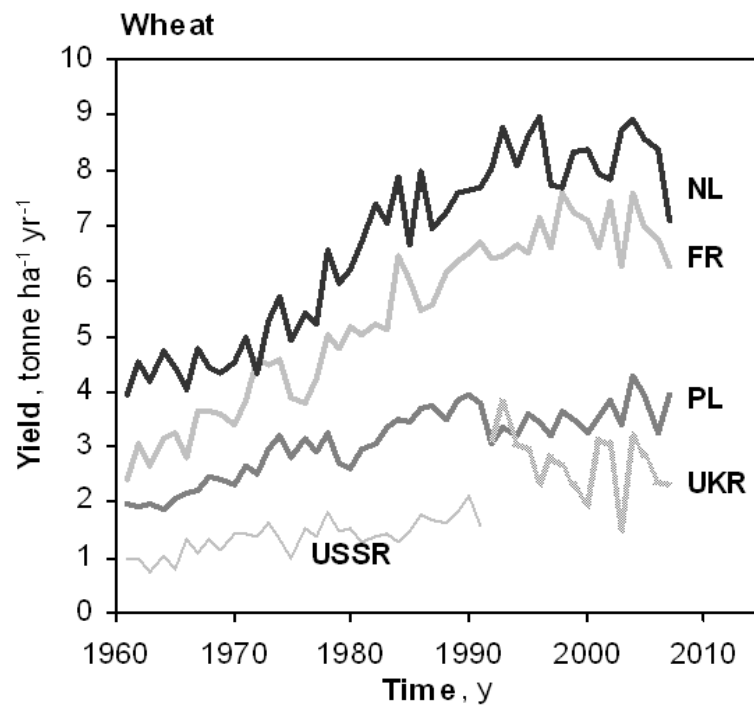 Wheat
10
9
8
7
6
5
4
3
2
1
0
Yield, tonne ha⁻¹ yr⁻¹
NL
FR
PL
UKR
USSR
1960 1970 1980 1990 2000 2010
Time, y